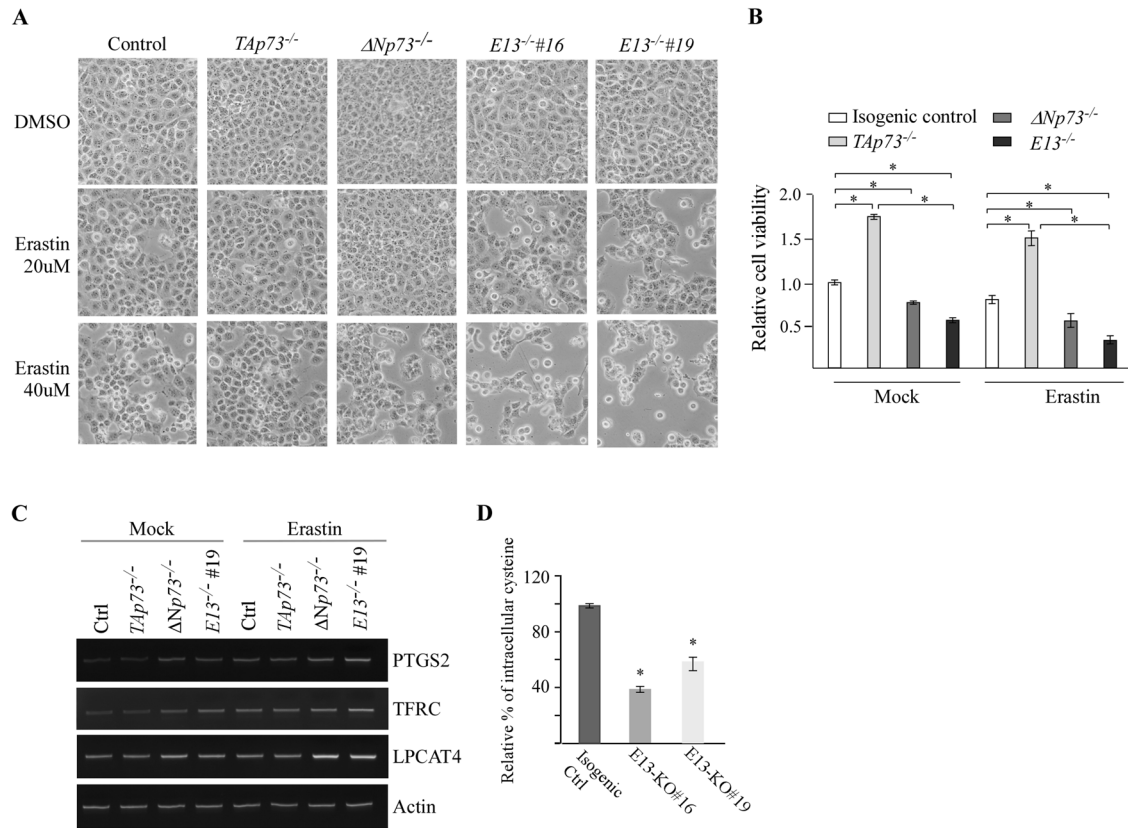 A
Control
TAp73-/-
ΔNp73-/-
E13-/-#16
E13-/-#19
DMSO
Erastin
20uM
Erastin
40uM
B
Isogenic control
ΔNp73-/-
TAp73-/-
E13-/-
*
*
*
*
*
*
*
*
Relative cell viability
2.0
1.5
1.0
0.5
Mock
Erastin
C
Mock
Erastin
Ctrl
TAp73-/-
ΔNp73-/-
E13-/- #19
Ctrl
TAp73-/-
ΔNp73-/-
E13-/- #19
PTGS2
TFRC
LPCAT4
Actin
D
Relative % of intracellular cysteine
120
80
40
*
*
Isogenic
Ctrl
E13-KO#16
E13-KO#19